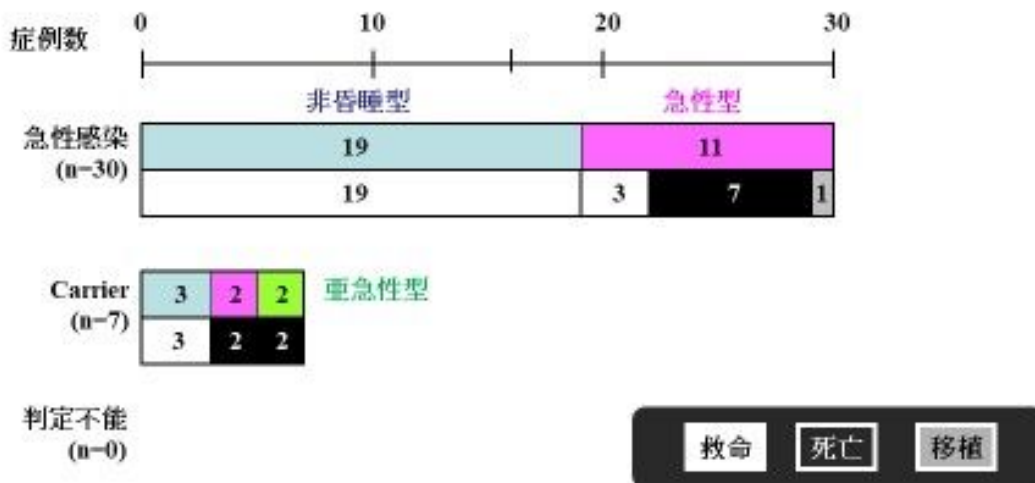 症例数 0 10 20 30
非昏睡型 急性型
急性感染
(n=30)
19 11
19 3 7 1
Carrier
(n=7)
3 2 2 亜急性型
3 2 2
判定不能
(n=0)
救命 死亡 移植